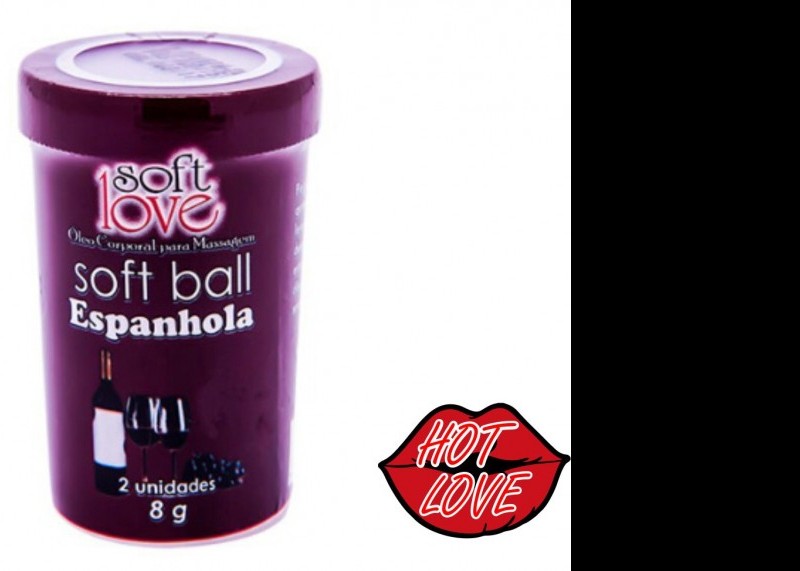 soft
love
Óleo Corporal para Massagem
soft ball
Espanhola
2 unidades
8 g
HOT
LOVE